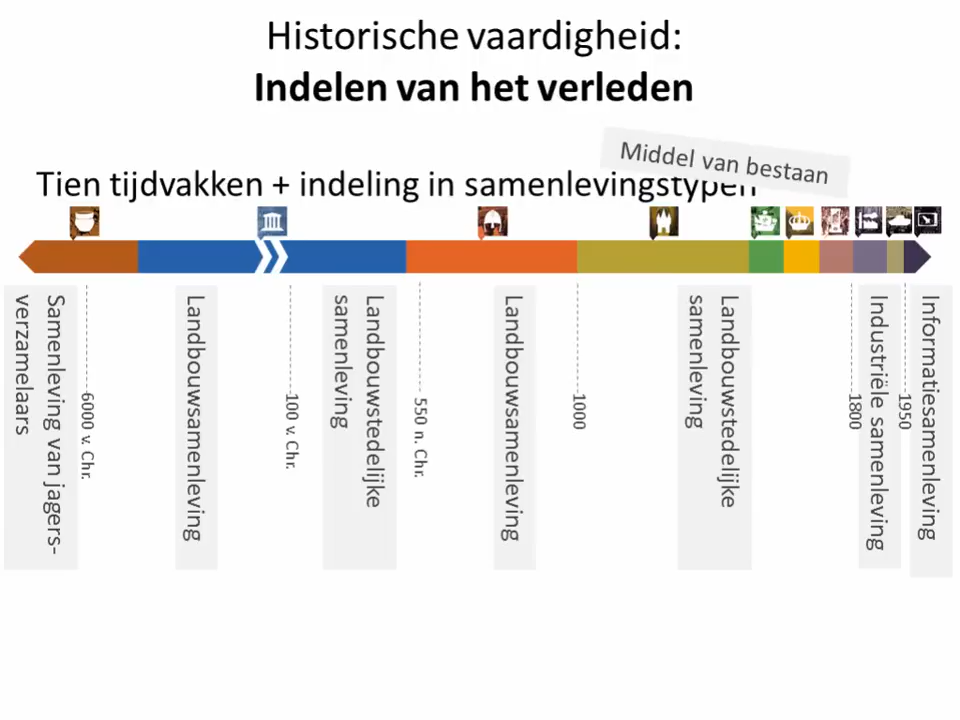 Historische vaardigheid:
Indelen van het verleden
Middel van bestaan
Tien tijdvakken + indeling in samenlevingstypen
Samenleving van jagers-
verzamelaars
6000 v. Chr.
Landbouwsamenleving
100 v. Chr.
Landbouwstedelijke
samenleving
550 n. Chr.
Landbouwsamenleving
1000
Landbouwstedelijke
samenleving
1800
Industriële samenleving
1950
Informatiesamenleving